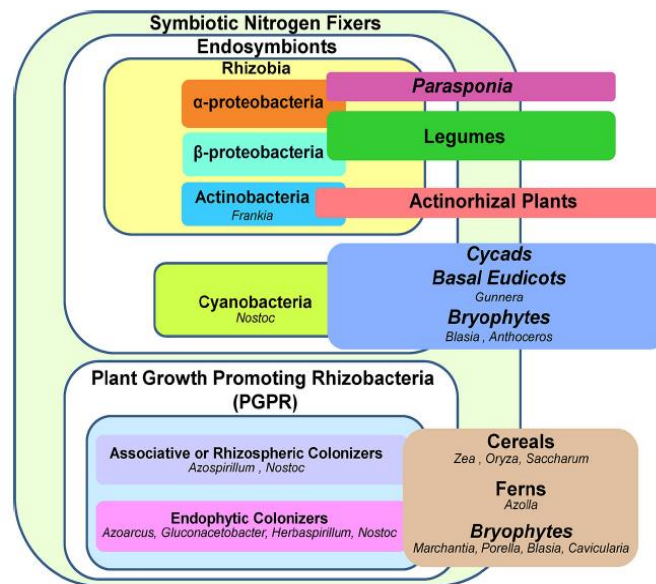 Symbiotic Nitrogen Fixers
Endosymbionts
Rhizobia
α-proteobacteria
Parasponia
Legumes
β-proteobacteria
Actinobacteria
Frankia
Actinorhizal Plants
Cyanobacteria
Nostoc
Cycads
Basal Eudicots
Gunnera
Bryophytes
Blasia , Anthoceros
Plant Growth Promoting Rhizobacteria
(PGPR)
Associative or Rhizospheric Colonizers
Azospirillum , Nostoc
Endophytic Colonizers
Azoarcus, Gluconacetobacter, Herbaspirillum, Nostoc
Cereals
Zea , Oryza, Saccharum
Ferns
Azolla
Bryophytes
Marchantia, Porella, Blasia, Cavicularia